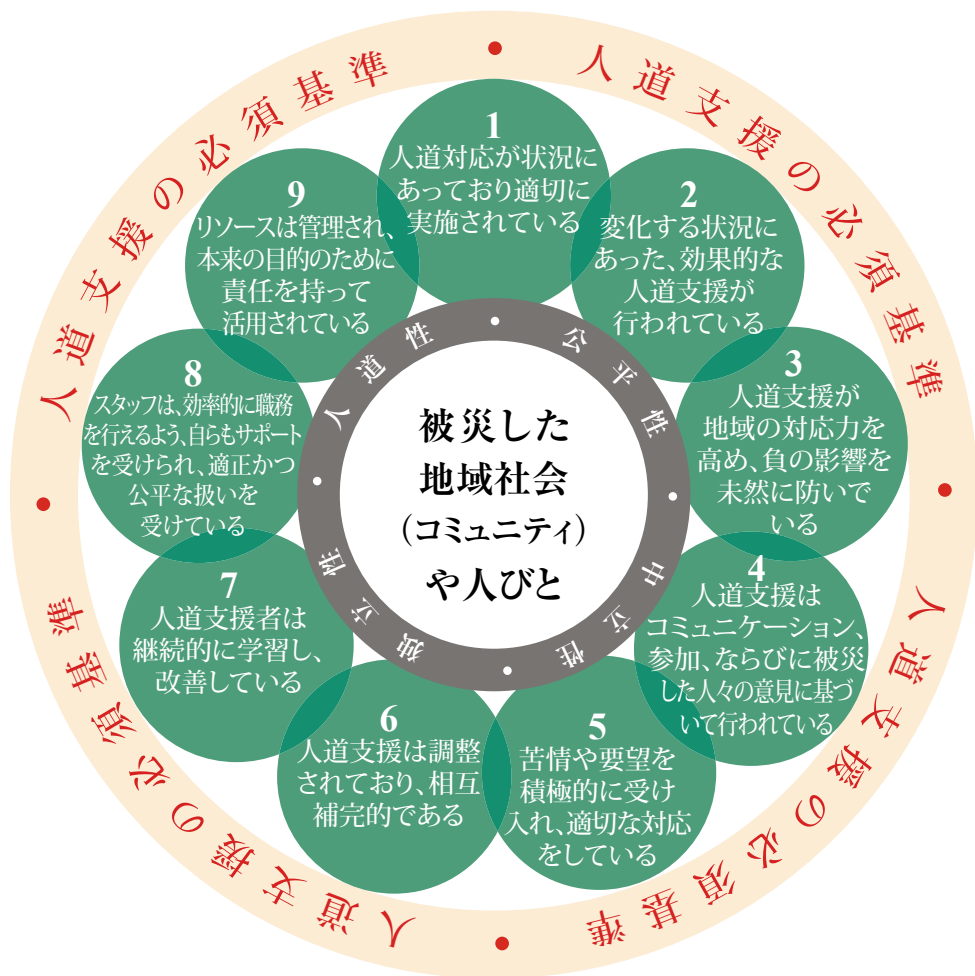 人道支援の必須基準
人道支援の必須基準
人道支援の必須基準
人道支援の必須基準
1
人道対応が状況に
あっており適切に
実施されている
2
変化する状況に
あった、効果的な
人道支援が
行われている
3
人道支援が
地域の対応力を
高め、負の影響を
未然に防いで
いる
4
人道支援は
コミュニケーション、
参加、ならびに被災
した人々の意見に基づ
いて行われている
5
苦情や要望を
積極的に受け
入れ、適切な対応
をしている
6
人道支援は調整
されており、相互
補完的である
7
人道支援者は
継続的に学習し、
改善している
8
スタッフは、効率的に職務
を行えるよう、自らもサポート
を受けられ、適正かつ
公平な扱いを
受けている
9
リソースは管理され、
本来の目的のために
責任を持って
活用されている
人道性
公平性
中立性
独立性
被災した
地域社会
（コミュニティ）
や人びと